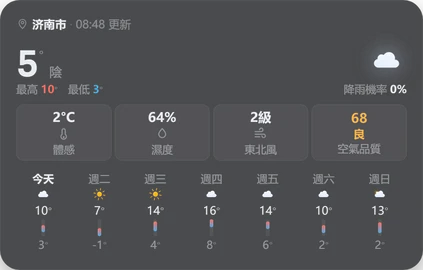 济南市 · 08:48 更新
5° 陰
最高 10° 最低 3°
降雨機率 0%
2°C 64% 2級 68
良
體感 濕度 東北風 空氣品質
今天 週二 週三 週四 週五 週六 週日
10° 7° 14° 16° 14° 10° 13°
3° -1° 4° 8° 6° 2° 2°